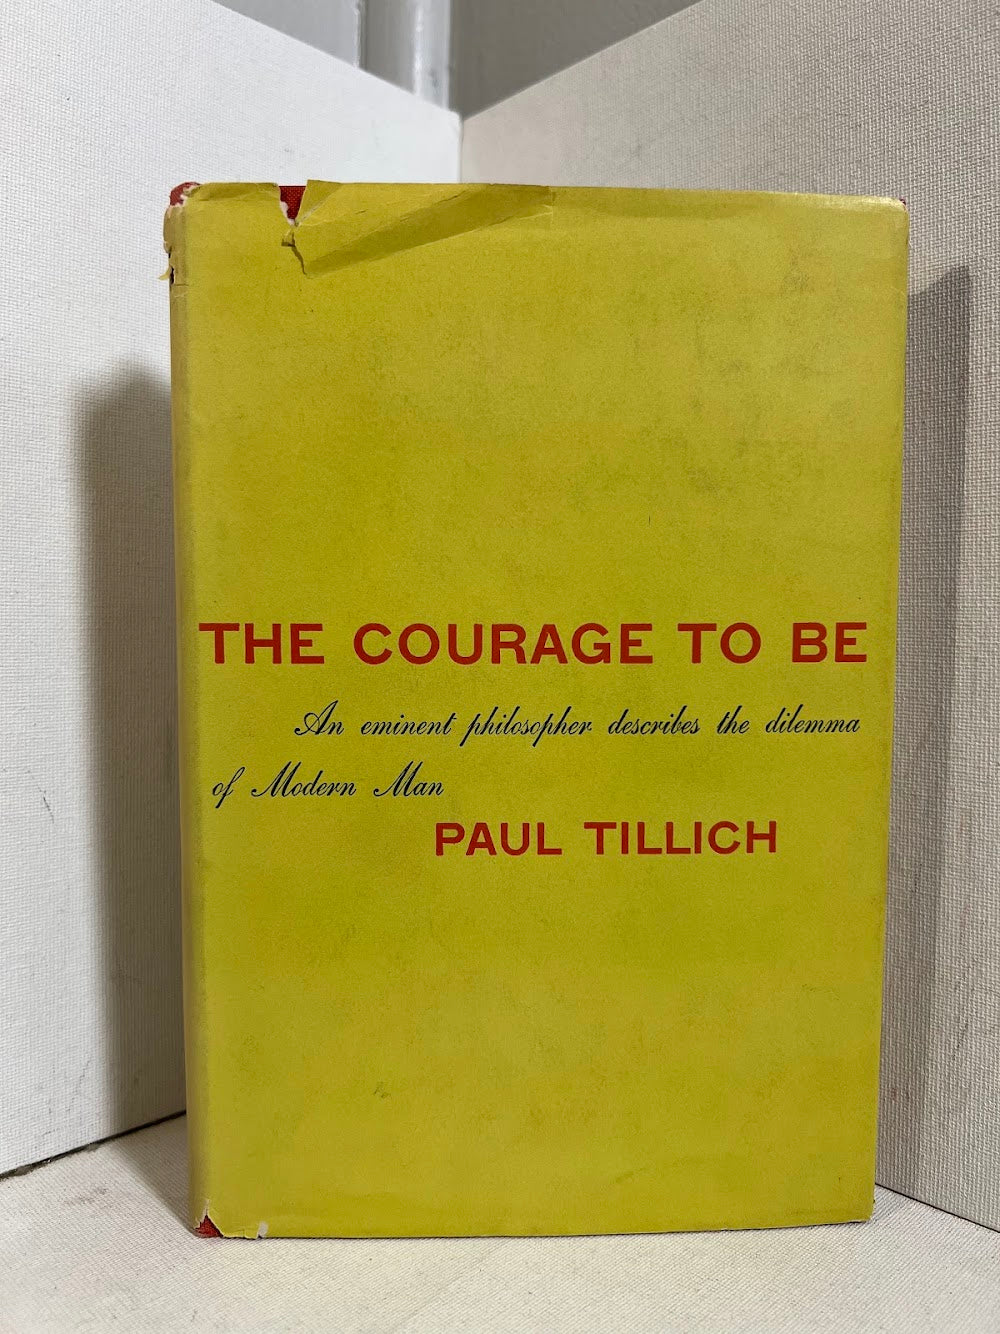 THE COURAGE TO BE
An eminent philosopher describes the dilemma
of Modern Man
PAUL TILLICH